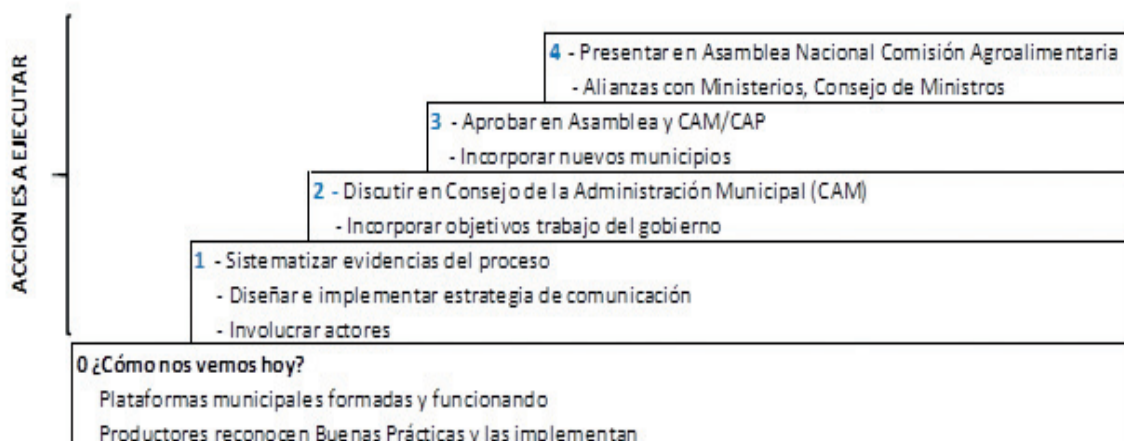 ACCIONES A EJECUTAR
4 - Presentar en Asamblea Nacional Comisión Agroalimentaria
- Alianzas con Ministerios, Consejo de Ministros
3 - Aprobar en Asamblea y CAM/CAP
- Incorporar nuevos municipios
2 - Discutir en Consejo de la Administración Municipal (CAM)
- Incorporar objetivos trabajo del gobierno
1 - Sistematizar evidencias del proceso
- Diseñar e implementar estrategia de comunicación
- Involucrar actores
0 ¿Cómo nos vemos hoy?
Plataformas municipales formadas y funcionando
Productores reconocen Buenas Prácticas y las implementan